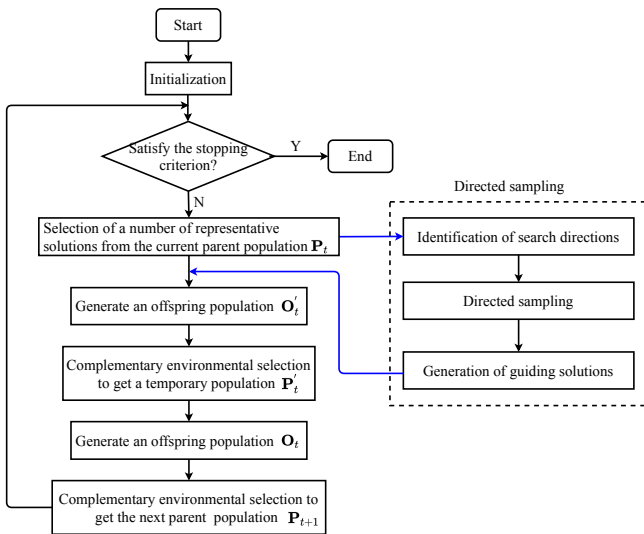 Start
Initialization
Satisfy the stopping
criterion?
Y
End
N
Selection of a number of representative
solutions from the current parent population P_t
Generate an offspring population O'_t
Complementary environmental selection
to get a temporary population P'_t
Generate an offspring population O_t
Complementary environmental selection to
get the next parent population P_{t+1}
Directed sampling
Identification of search directions
Directed sampling
Generation of guiding solutions